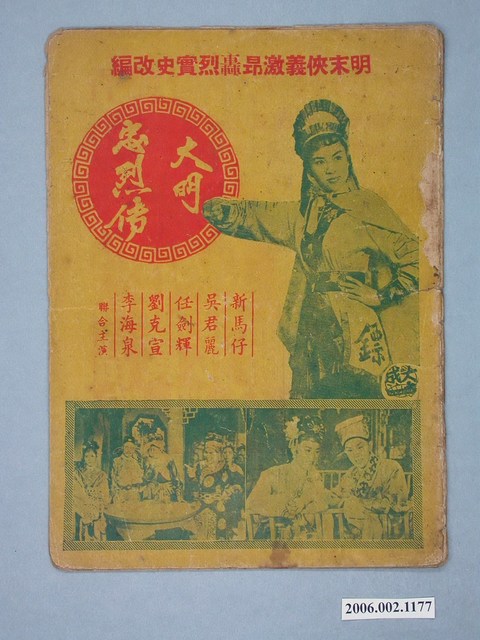 明末俠義激昂轟烈實史改編
大明
忠烈傳
新馬仔
吳君麗
任劍輝
劉克宣
李海泉
聯合主演
大成
2006.002.1177